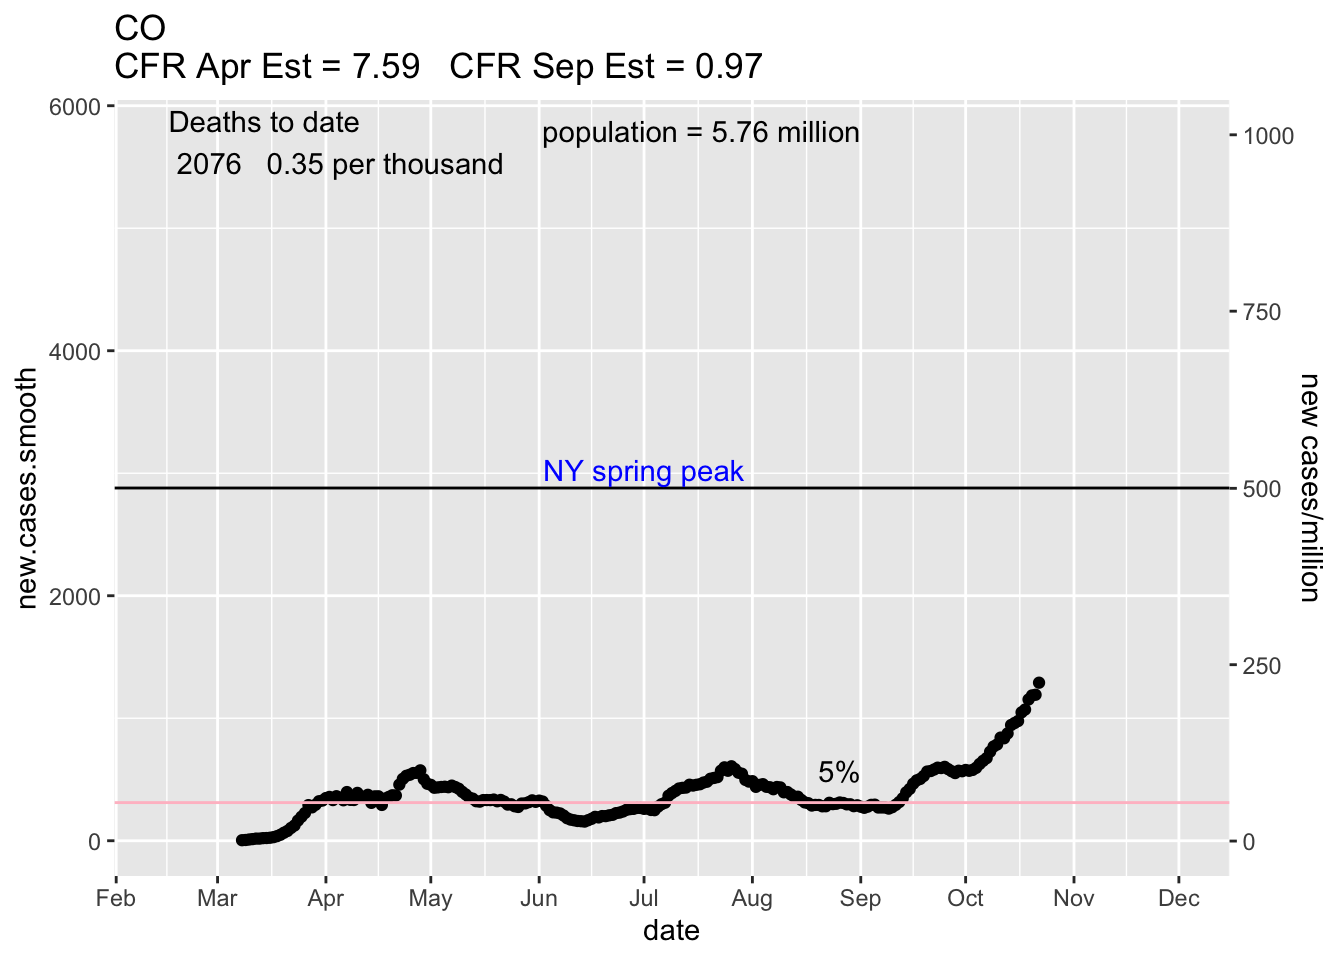 CO
CFR Apr Est = 7.59   CFR Sep Est = 0.97
6000
Deaths to date
population = 5.76 million
1000
2076   0.35 per thousand
750
4000
new.cases.smooth
new cases/million
NY spring peak
500
2000
250
5%
0
0
Feb Mar Apr May Jun Jul Aug Sep Oct Nov Dec
date